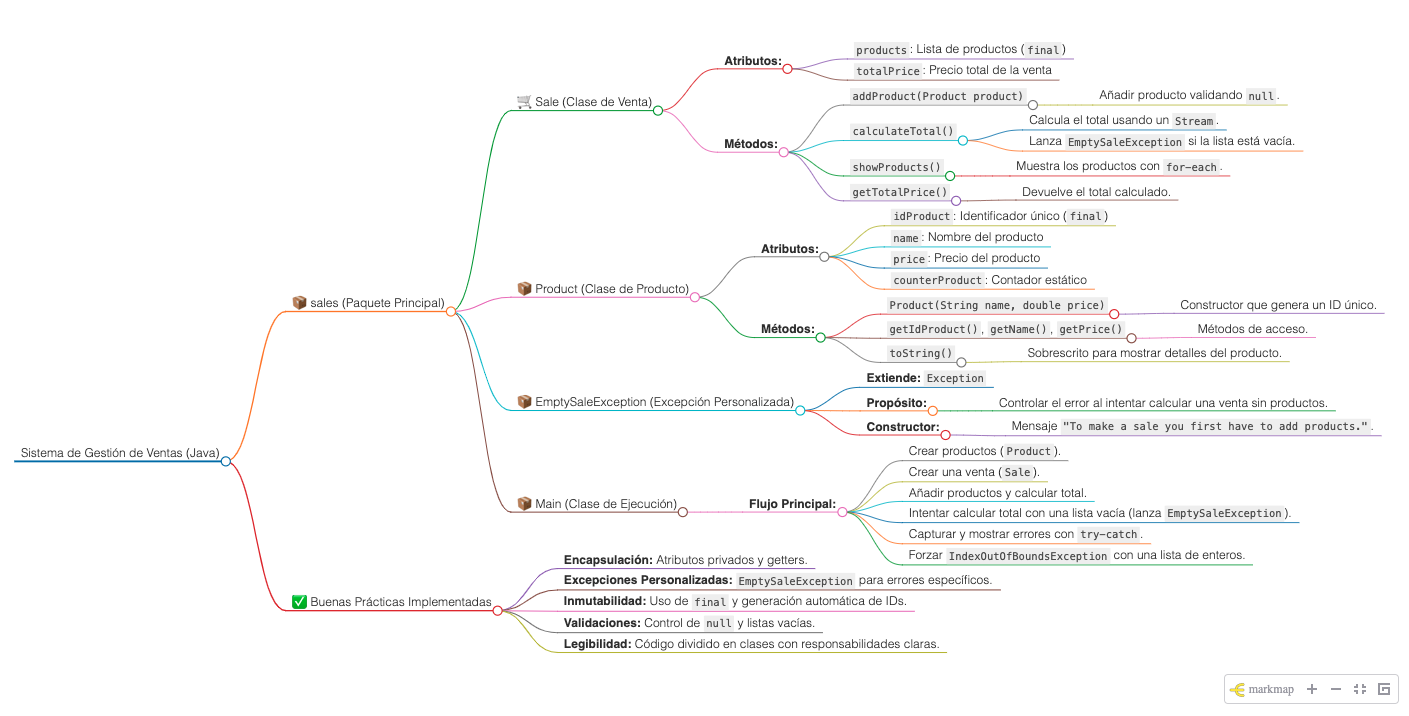 Sistema de Gestión de Ventas (Java)
📦 sales (Paquete Principal)
🛒 Sale (Clase de Venta)
Atributos:
products: Lista de productos (final)
totalPrice: Precio total de la venta
Métodos:
addProduct(Product product)
Añadir producto validando null.
calculateTotal()
Calcula el total usando un Stream.
Lanza EmptySaleException si la lista está vacía.
showProducts()
Muestra los productos con for-each.
getTotalPrice()
Devuelve el total calculado.
📦 Product (Clase de Producto)
Atributos:
idProduct: Identificador único (final)
name: Nombre del producto
price: Precio del producto
counterProduct: Contador estático
Métodos:
Product(String name, double price)
Constructor que genera un ID único.
getIdProduct(), getName(), getPrice()
Métodos de acceso.
toString()
Sobrescrito para mostrar detalles del producto.
📦 EmptySaleException (Excepción Personalizada)
Extiende: Exception
Propósito:
Controlar el error al intentar calcular una venta sin productos.
Constructor:
Mensaje "To make a sale you first have to add products.".
📦 Main (Clase de Ejecución)
Flujo Principal:
Crear productos (Product).
Crear una venta (Sale).
Añadir productos y calcular total.
Intentar calcular total con una lista vacía (lanza EmptySaleException).
Capturar y mostrar errores con try-catch.
Forzar IndexOutOfBoundsException con una lista de enteros.
✅ Buenas Prácticas Implementadas
Encapsulación: Atributos privados y getters.
Excepciones Personalizadas: EmptySaleException para errores específicos.
Inmutabilidad: Uso de final y generación automática de IDs.
Validaciones: Control de null y listas vacías.
Legibilidad: Código dividido en clases con responsabilidades claras.
markmap